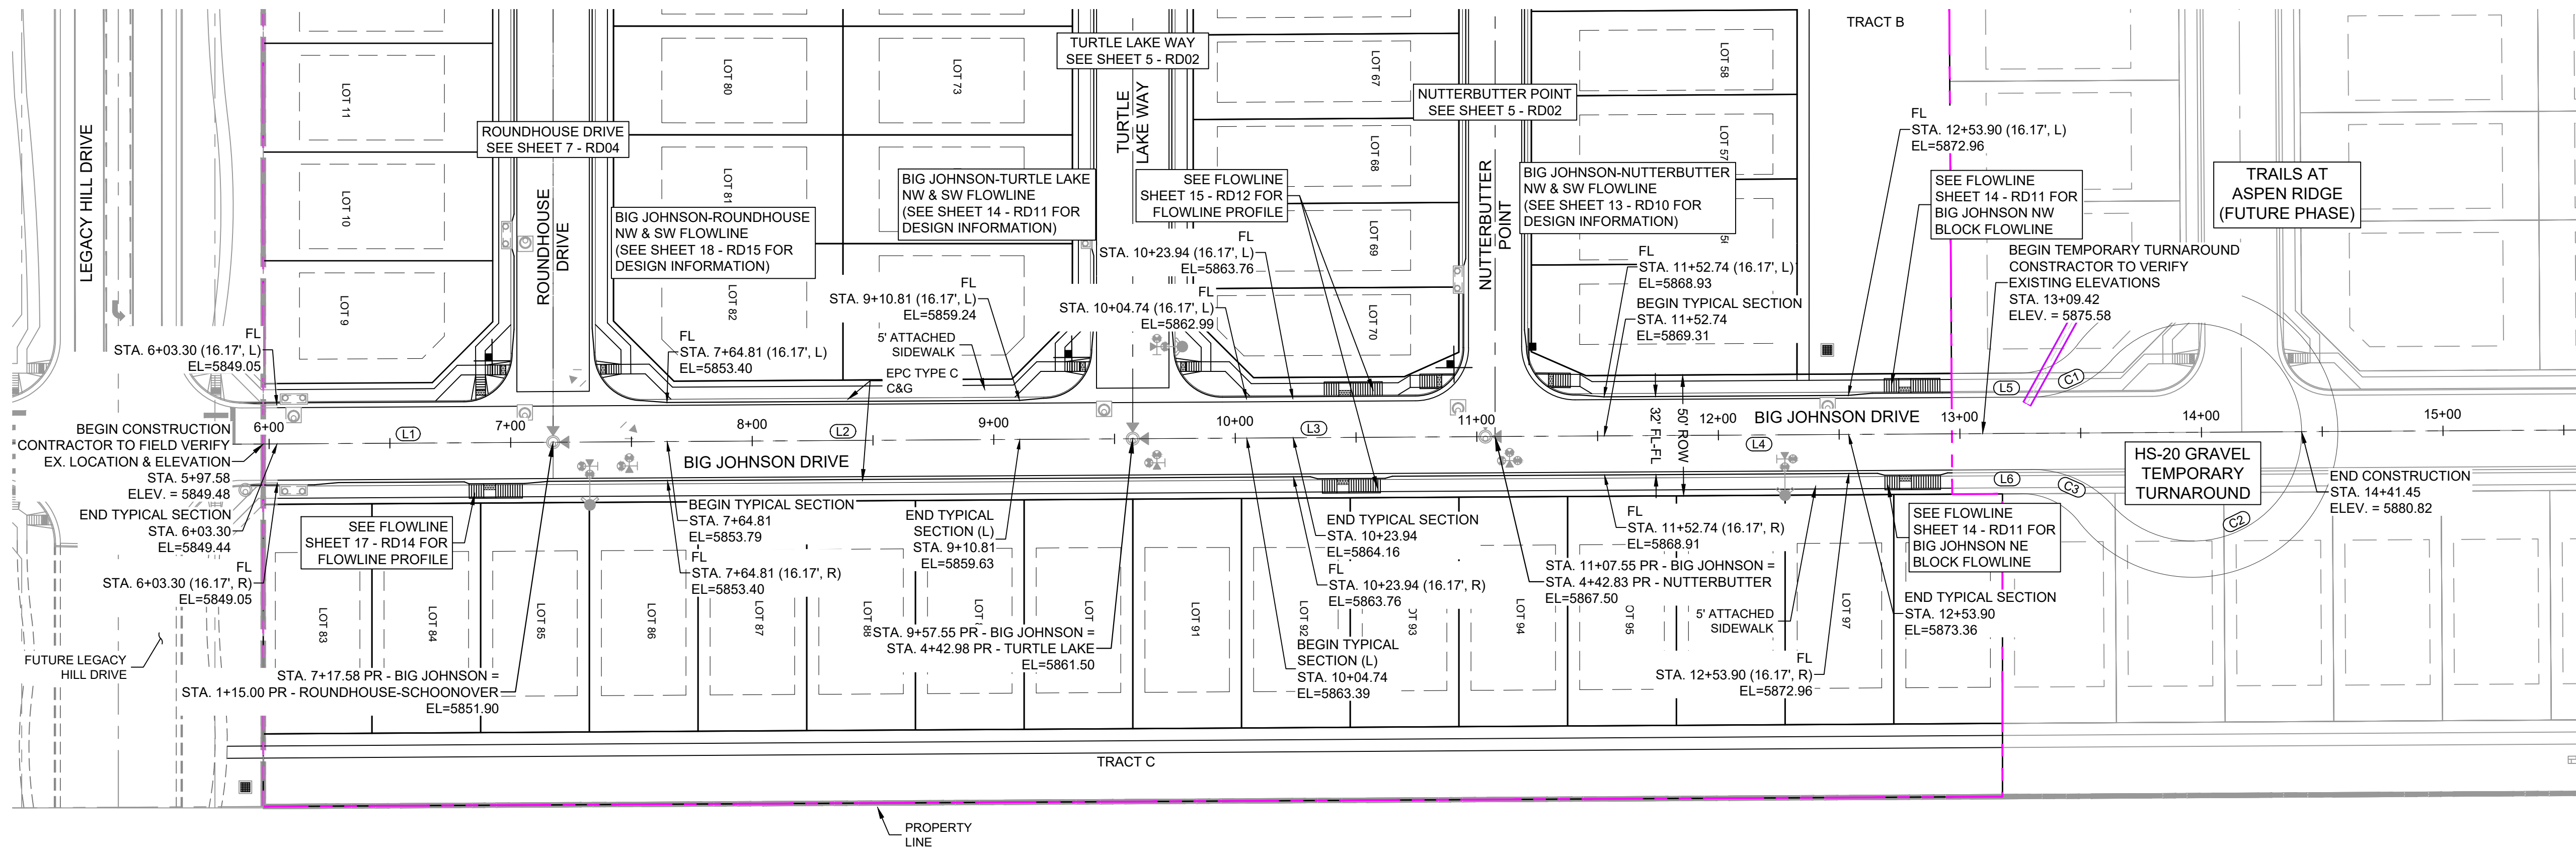 TRACT B
TURTLE LAKE WAY
SEE SHEET 5 - RD02
NUTTERBUTTER POINT
SEE SHEET 5 - RD02
LEGACY HILL DRIVE
LOT 11
LOT 10
LOT 9
ROUNDHOUSE DRIVE
SEE SHEET 7 - RD04
ROUNDHOUSE
DRIVE
LOT 80
LOT 81
LOT 82
LOT 73
BIG JOHNSON-ROUNDHOUSE
NW & SW FLOWLINE
(SEE SHEET 18 - RD15 FOR
DESIGN INFORMATION)
BIG JOHNSON-TURTLE LAKE
NW & SW FLOWLINE
(SEE SHEET 14 - RD11 FOR
DESIGN INFORMATION)
TURTLE
LAKE WAY
SEE FLOWLINE
SHEET 15 - RD12 FOR
FLOWLINE PROFILE
LOT 67
LOT 68
LOT 69
LOT 70
NUTTERBUTTER
POINT
LOT 58
LOT 57
BIG JOHNSON-NUTTERBUTTER
NW & SW FLOWLINE
(SEE SHEET 13 - RD10 FOR
DESIGN INFORMATION)
FL
STA. 12+53.90 (16.17', L)
EL=5872.96
SEE FLOWLINE
SHEET 14 - RD11 FOR
BIG JOHNSON NW
BLOCK FLOWLINE
TRAILS AT
ASPEN RIDGE
(FUTURE PHASE)
BEGIN TEMPORARY TURNAROUND
CONTRACTOR TO VERIFY
EXISTING ELEVATIONS
STA. 13+09.42
ELEV. = 5875.58
FL
STA. 6+03.30 (16.17', L)
EL=5849.05
FL
STA. 7+64.81 (16.17', L)
EL=5853.40
FL
STA. 9+10.81 (16.17', L)
EL=5859.24
5' ATTACHED
SIDEWALK
EPC TYPE C
C&G
FL
STA. 10+23.94 (16.17', L)
EL=5863.76
FL
STA. 10+04.74 (16.17', L)
EL=5862.99
FL
STA. 11+52.74 (16.17', L)
EL=5868.93
BEGIN TYPICAL SECTION
STA. 11+52.74
EL=5869.31
6+00
7+00
8+00
9+00
10+00
11+00
12+00
13+00
14+00
15+00
L1
L2
L3
L4
L5
L6
C1
C2
C3
BIG JOHNSON DRIVE
BIG JOHNSON DRIVE
32' FL-FL
50' ROW
BEGIN CONSTRUCTION
CONTRACTOR TO FIELD VERIFY
EX. LOCATION & ELEVATION
STA. 5+97.58
ELEV. = 5849.48
END TYPICAL SECTION
STA. 6+03.30
EL=5849.44
FL
STA. 6+03.30 (16.17', R)
EL=5849.05
SEE FLOWLINE
SHEET 17 - RD14 FOR
FLOWLINE PROFILE
BEGIN TYPICAL SECTION
STA. 7+64.81
EL=5853.79
FL
STA. 7+64.81 (16.17', R)
EL=5853.40
END TYPICAL
SECTION (L)
STA. 9+10.81
EL=5859.63
END TYPICAL SECTION
STA. 10+23.94
EL=5864.16
FL
STA. 10+23.94 (16.17', R)
EL=5863.76
FL
STA. 11+52.74 (16.17', R)
EL=5868.91
STA. 11+07.55 PR - BIG JOHNSON =
STA. 4+42.83 PR - NUTTERBUTTER
EL=5867.50
HS-20 GRAVEL
TEMPORARY
TURNAROUND
END CONSTRUCTION
STA. 14+41.45
ELEV. = 5880.82
SEE FLOWLINE
SHEET 14 - RD11 FOR
BIG JOHNSON NE
BLOCK FLOWLINE
END TYPICAL SECTION
STA. 12+53.90
EL=5873.36
5' ATTACHED
SIDEWALK
FL
STA. 12+53.90 (16.17', R)
EL=5872.96
LOT 83
LOT 84
LOT 85
LOT 86
LOT 87
LOT 88
LOT 91
LOT 92
LOT 94
LOT 97
STA. 9+57.55 PR - BIG JOHNSON =
STA. 4+42.98 PR - TURTLE LAKE
EL=5861.50
BEGIN TYPICAL
SECTION (L)
STA. 10+04.74
EL=5863.39
STA. 7+17.58 PR - BIG JOHNSON =
STA. 1+15.00 PR - ROUNDHOUSE-SCHOONOVER
EL=5851.90
FUTURE LEGACY
HILL DRIVE
TRACT C
PROPERTY
LINE